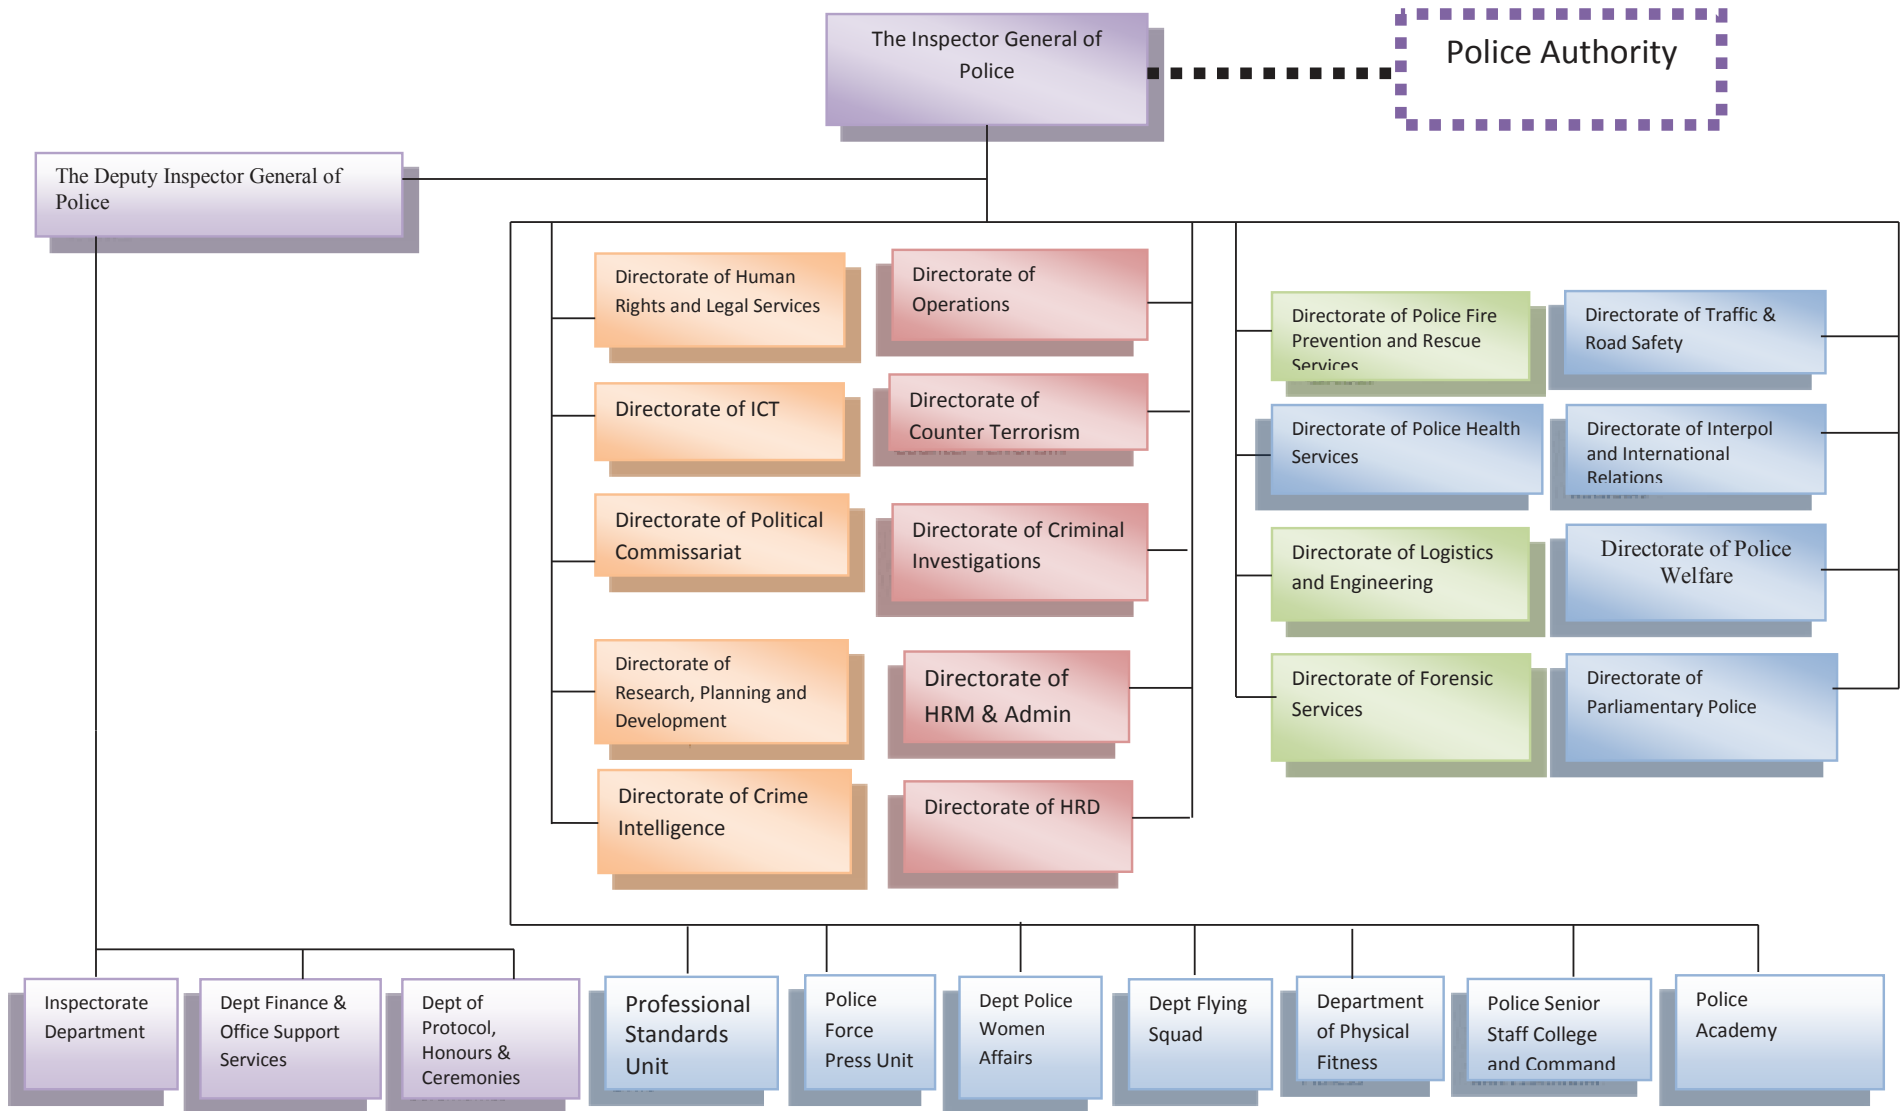 The Inspector General of
Police
Police Authority
The Deputy Inspector General of
Police
Directorate of Human
Rights and Legal Services
Directorate of
Operations
Directorate of Police Fire
Prevention and Rescue
Services
Directorate of Traffic &
Road Safety
Directorate of ICT
Directorate of
Counter Terrorism
Directorate of Police Health
Services
Directorate of Interpol
and International
Relations
Directorate of Political
Commissariat
Directorate of Criminal
Investigations
Directorate of Logistics
and Engineering
Directorate of Police
Welfare
Directorate of
Research, Planning and
Development
Directorate of
HRM & Admin
Directorate of Forensic
Services
Directorate of
Parliamentary Police
Directorate of Crime
Intelligence
Directorate of HRD
Inspectorate
Department
Dept Finance &
Office Support
Services
Dept of
Protocol,
Honours &
Ceremonies
Professional
Standards
Unit
Police
Force
Press Unit
Dept Police
Women
Affairs
Dept Flying
Squad
Department
of Physical
Fitness
Police Senior
Staff College
and Command
Police
Academy